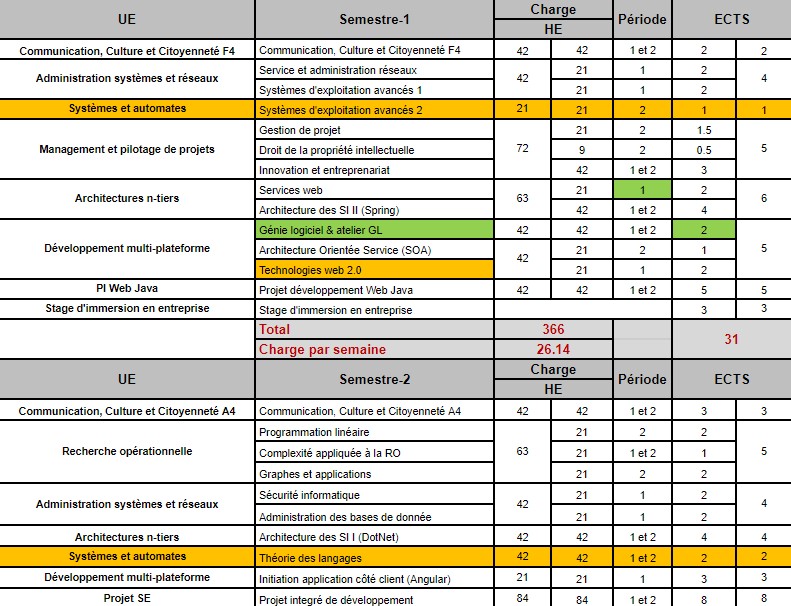 UE Semestre-1 Charge Période ECTS
HE
Communication, Culture et Citoyenneté F4 Communication, Culture et Citoyenneté F4 42 42 1 et 2 2 2
Administration systèmes et réseaux Service et administration réseaux 42 21 1 2 4
Systèmes d'exploitation avancés 1 21 1 2
Systèmes et automates Systèmes d'exploitation avancés 2 21 21 2 1 1
Management et pilotage de projets Gestion de projet 72 21 2 1.5 5
Droit de la propriété intellectuelle 9 2 0.5
Innovation et entreprenariat 42 1 et 2 3
Architectures n-tiers Services web 63 21 1 2 6
Architecture des SI II (Spring) 42 1 et 2 4
Développement multi-plateforme Génie logiciel & atelier GL 42 42 1 et 2 2 5
Architecture Orientée Service (SOA) 42 21 2 1
Technologies web 2.0 21 1 2
PI Web Java Projet développement Web Java 42 42 1 et 2 5 5
Stage d'immersion en entreprise Stage d'immersion en entreprise 3 3
Total 366 31
Charge par semaine 26.14
UE Semestre-2 Charge Période ECTS
HE
Communication, Culture et Citoyenneté A4 Communication, Culture et Citoyenneté A4 42 42 1 et 2 3 3
Recherche opérationnelle Programmation linéaire 63 21 2 2 5
Complexité appliquée à la RO 21 1 et 2 1
Graphes et applications 21 2 2
Administration systèmes et réseaux Sécurité informatique 42 21 1 2 4
Administration des bases de donnée 21 1 2
Architectures n-tiers Architecture des SI I (DotNet) 42 42 1 et 2 4 4
Systèmes et automates Théorie des langages 42 42 1 et 2 2 2
Développement multi-plateforme Initiation application côté client (Angular) 21 21 1 3 3
Projet SE Projet integré de développement 84 84 1 et 2 8 8